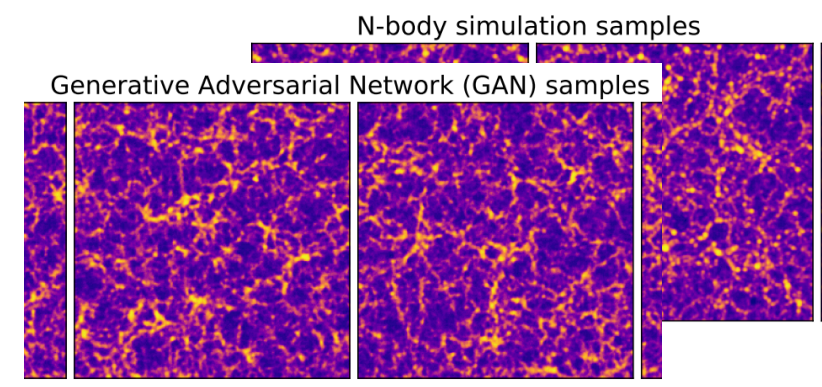 N-body simulation samples
Generative Adversarial Network (GAN) samples